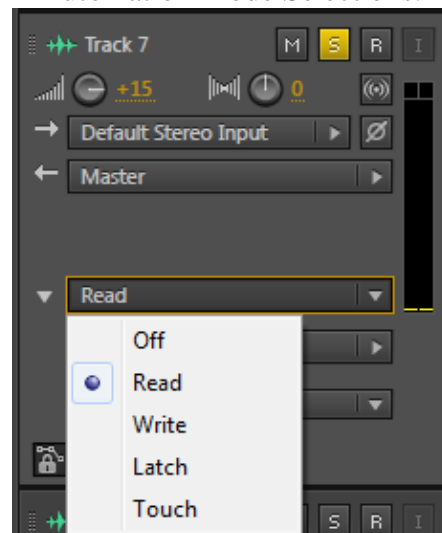 Track 7 M S R I
+15 0
Default Stereo Input
Master
Read
Off
Read
Write
Latch
Touch
S R I